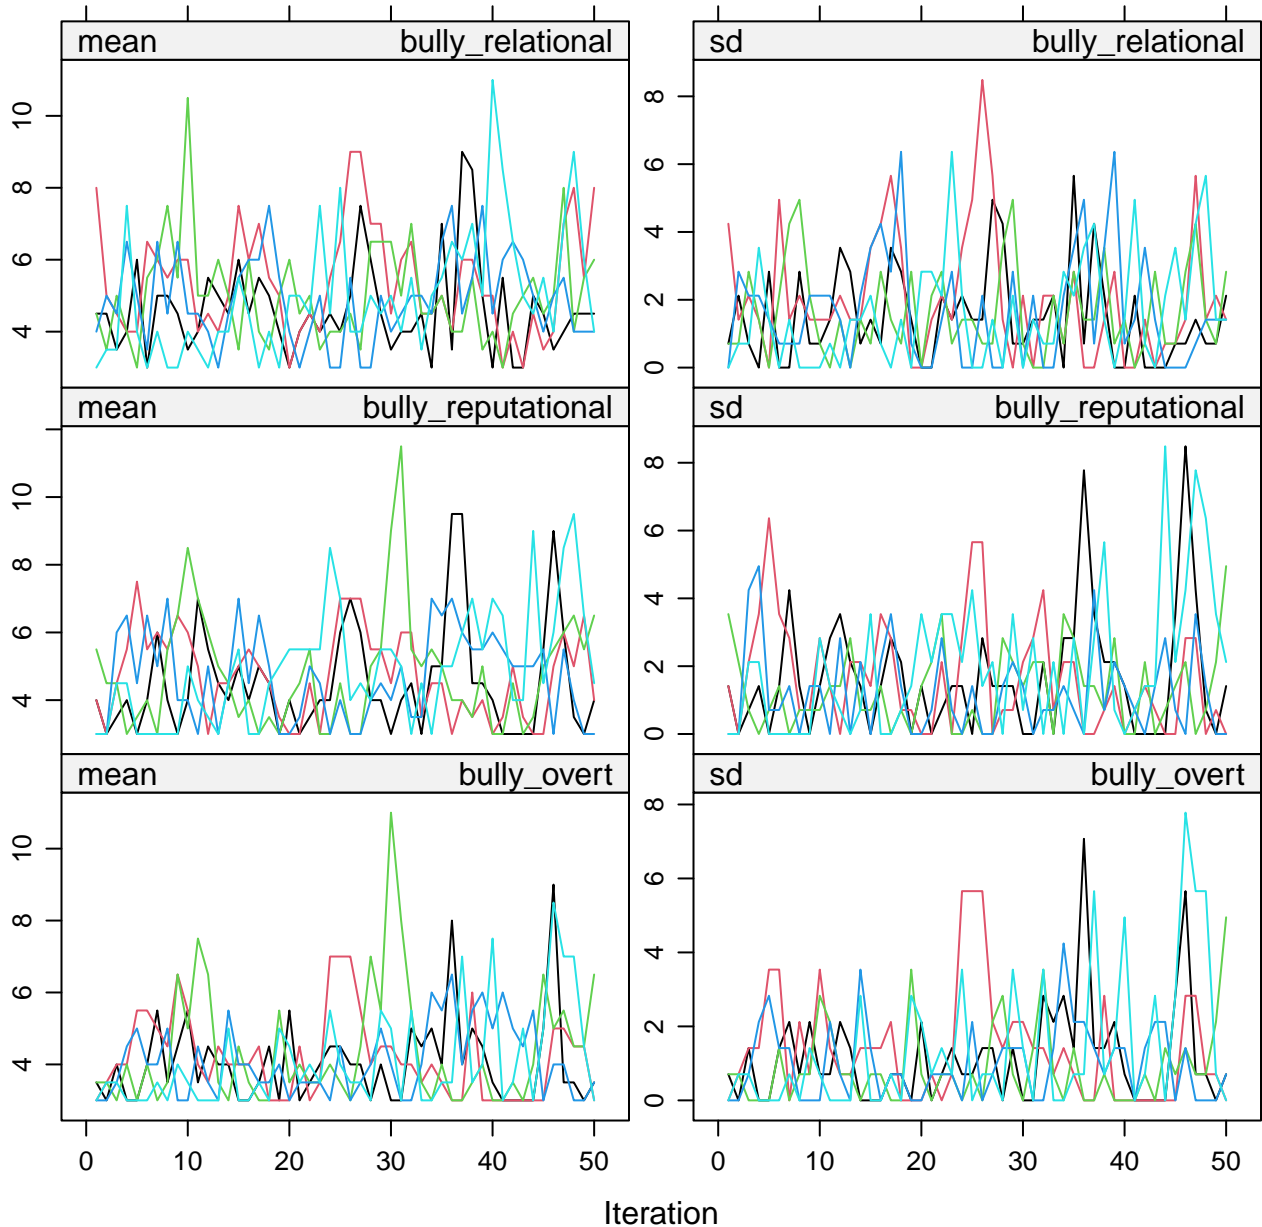 mean bully_relational
sd bully_relational
4 6 8 10
0 2 4 6 8
mean bully_reputational
sd bully_reputational
4 6 8 10
0 2 4 6 8
mean bully_overt
sd bully_overt
4 6 8 10
0 2 4 6 8
0 10 20 30 40 50
0 10 20 30 40 50
Iteration